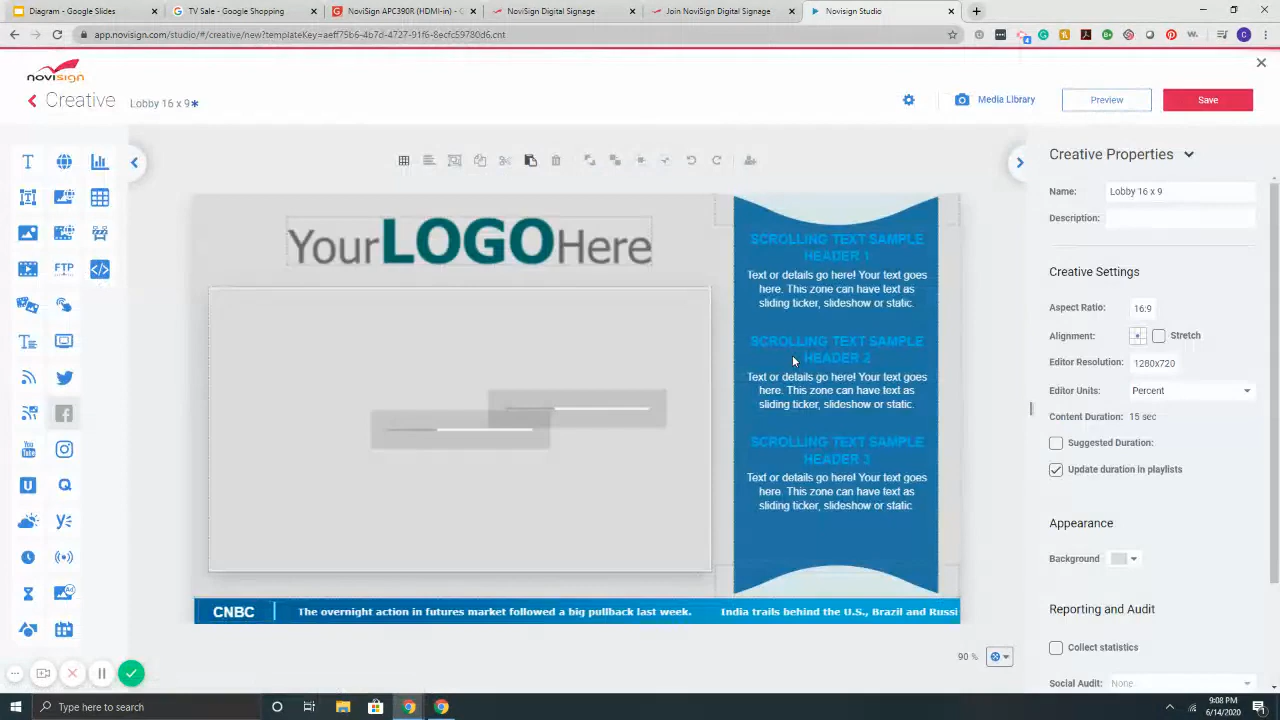 Diagram - Google Slides
TV Sale - Google Shopping
NoviSign APC390R (HDMI-in) - C
NoviSign Digital Signage
Join NoviSign Digital Signage
Novisign Studio
app.novisign.com/studio/#/creative/new?templateKey=aeff75b6-4b7d-4727-91f6-8ecfc59780d6.cnt
novisign
Creative
Lobby 16 x 9*
Media Library
Preview
Save
YourLOGOHere
SCROLLING TEXT SAMPLE
HEADER 1
Text or details go here! Your text goes
here. This zone can have text as
sliding ticker, slideshow or static.
SCROLLING TEXT SAMPLE
HEADER 2
Text or details go here! Your text goes
here. This zone can have text as
sliding ticker, slideshow or static.
SCROLLING TEXT SAMPLE
HEADER 3
Text or details go here! Your text goes
here. This zone can have text as
sliding ticker, slideshow or static.
CNBC
The overnight action in futures market followed a big pullback last week.
India trails behind the U.S., Brazil and Russi
FTP
You
Tube
Ad
90 %
Creative Properties
Name:
Lobby 16 x 9
Description:
Creative Settings
Aspect Ratio:
16:9
Alignment:
Stretch
Editor Resolution:
1280x720
Editor Units:
Percent
Content Duration:
15 sec
Suggested Duration:
Update duration in playlists
Appearance
Background
Reporting and Audit
Collect statistics
Social Audit:
None
Type here to search
9:08 PM
6/14/2020